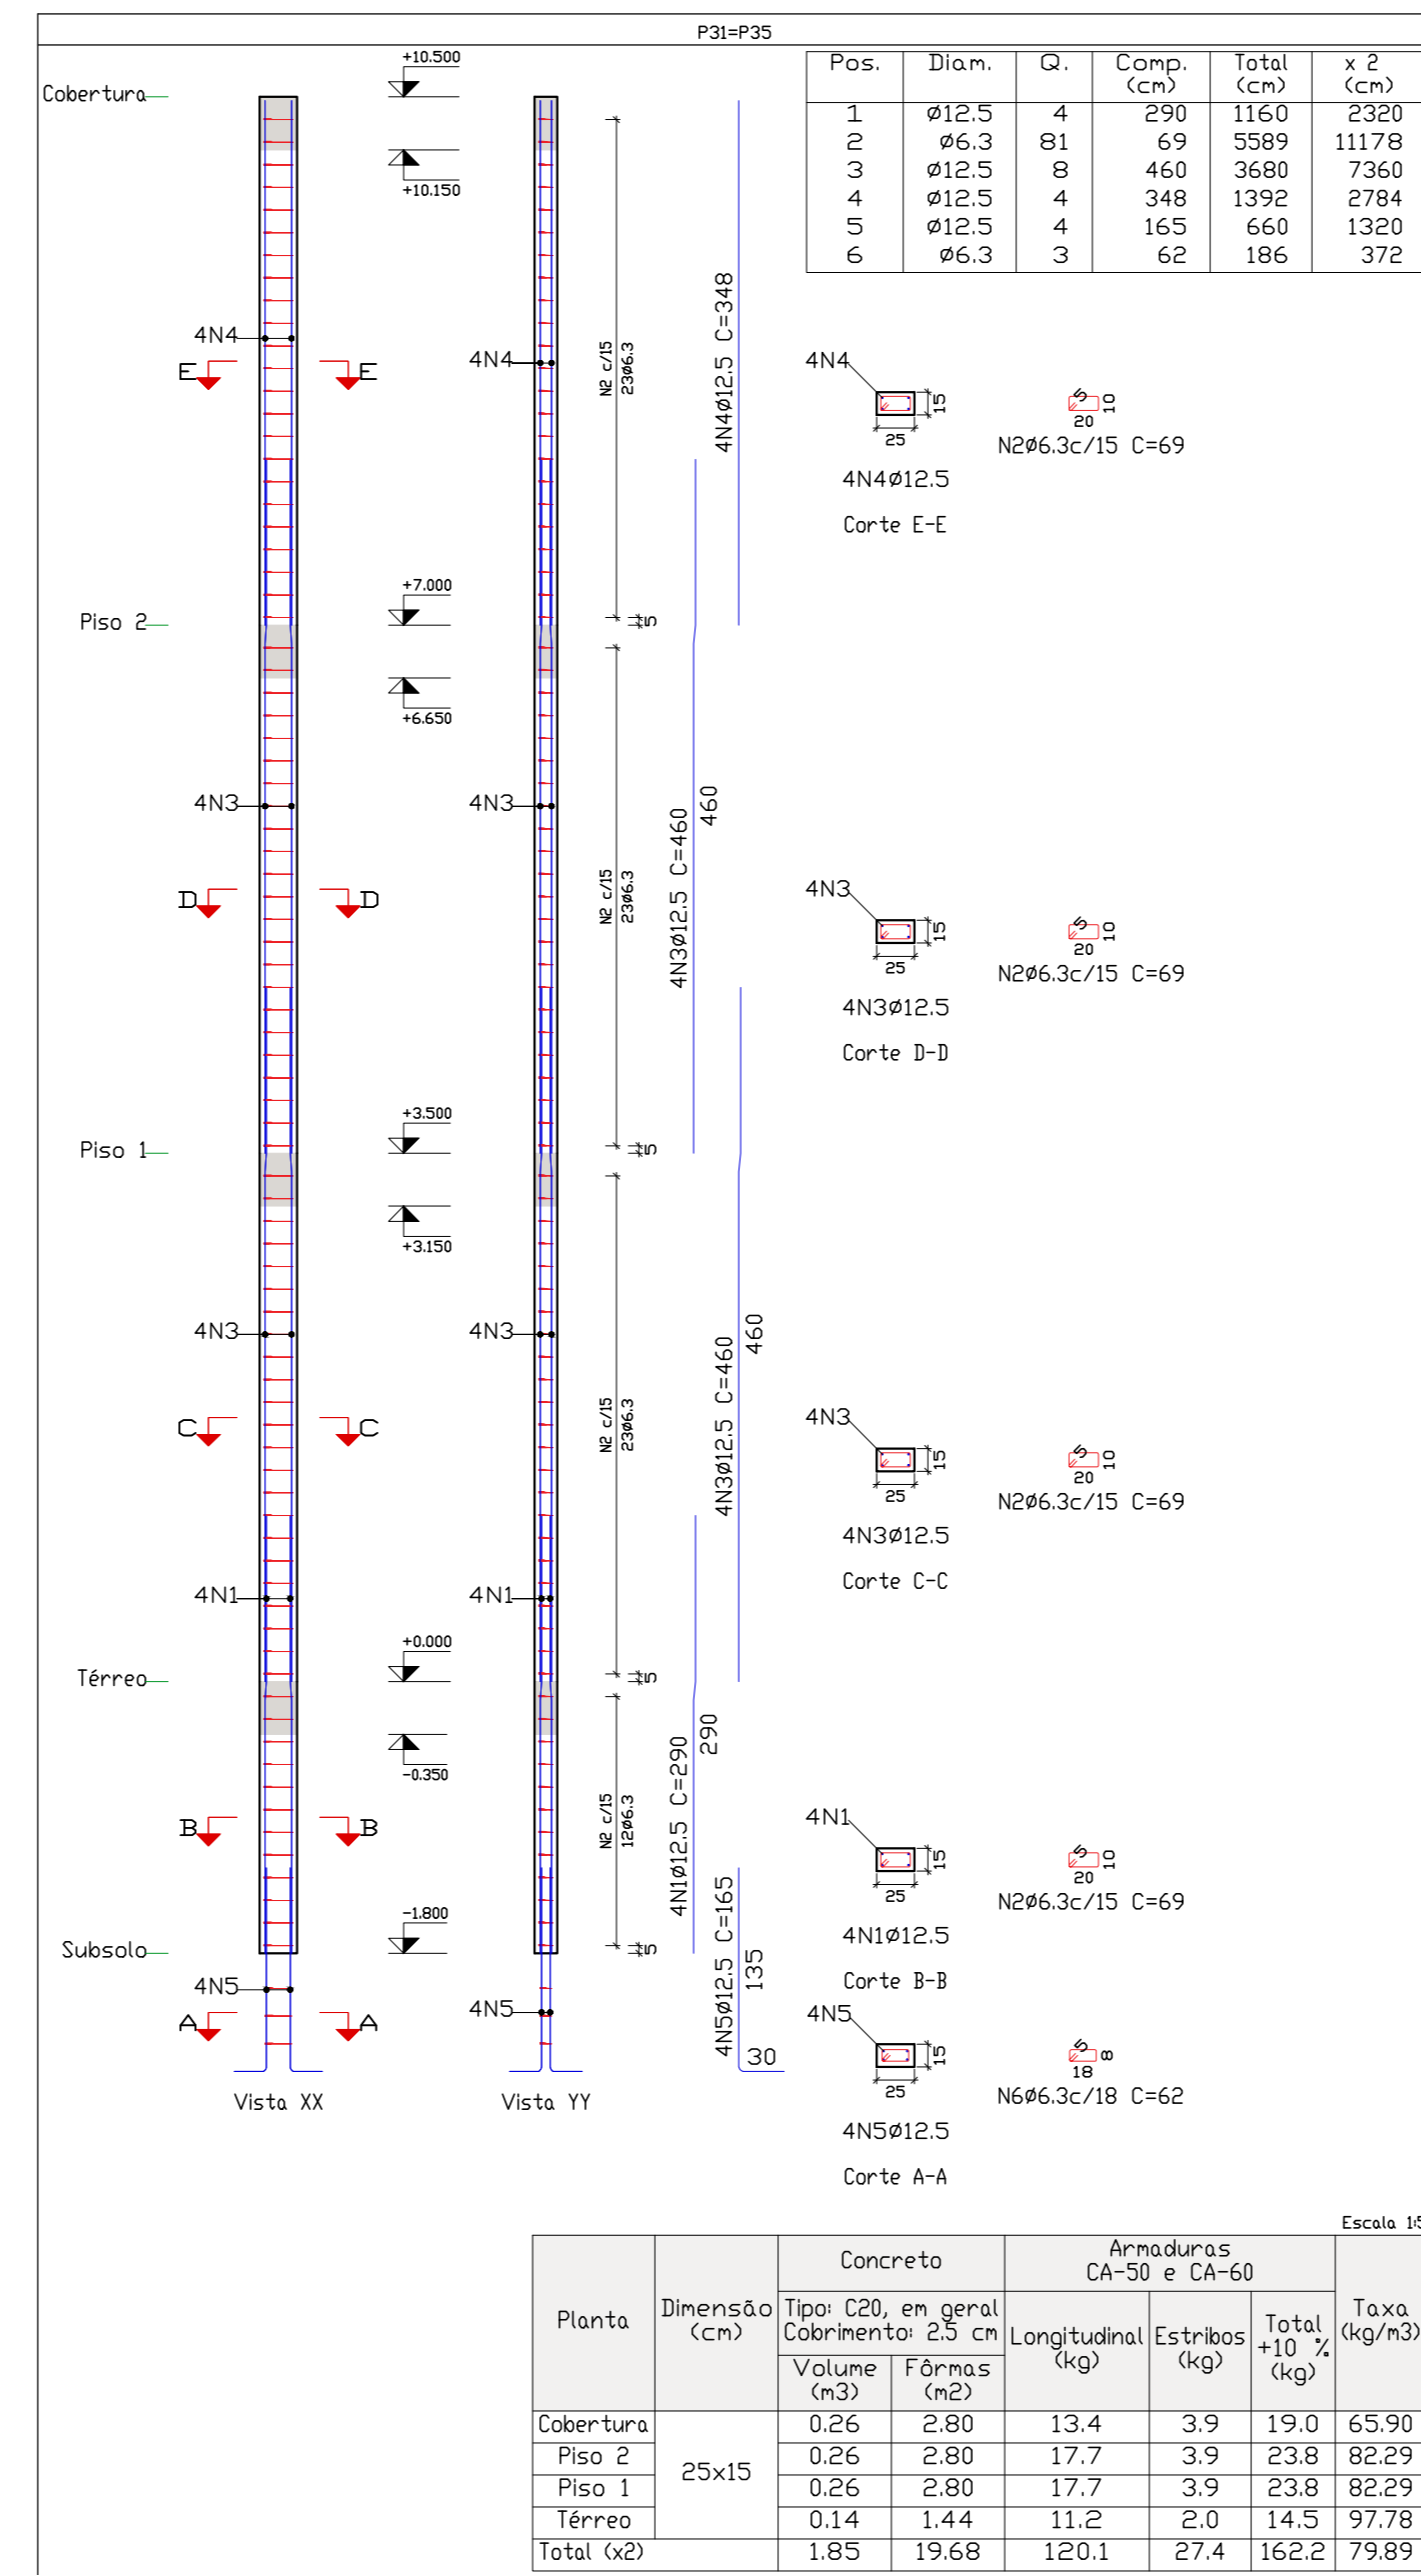 P31=P35
Pos. Diam. Q. Comp. (cm) Total (cm) x 2 (cm)
1 Ø12.5 4 290 1160 2320
2 Ø6.3 81 69 5589 11178
3 Ø12.5 8 460 3680 7360
4 Ø12.5 4 348 1392 2784
5 Ø12.5 4 165 660 1320
6 Ø6.3 3 62 186 372
Cobertura
+10.500
+10.150
4N4
4N4
E E
N2 c/15
23Ø6.3
4N4Ø12.5 C=348
4N4
15
25
4N4Ø12.5
Corte E-E
5
10
20
N2Ø6.3c/15 C=69
Piso 2
+7.000
+6.650
5
4N3
4N3
D D
N2 c/15
23Ø6.3
4N3Ø12.5 C=460
460
4N3
15
25
4N3Ø12.5
Corte D-D
5
10
20
N2Ø6.3c/15 C=69
Piso 1
+3.500
+3.150
5
4N3
4N3
C C
N2 c/15
23Ø6.3
4N3Ø12.5 C=460
460
4N3
15
25
4N3Ø12.5
Corte C-C
5
10
20
N2Ø6.3c/15 C=69
4N1
4N1
Térreo
+0.000
-0.350
5
B B
N2 c/15
12Ø6.3
4N1Ø12.5 C=290
290
4N1
15
25
4N1Ø12.5
Corte B-B
5
10
20
N2Ø6.3c/15 C=69
Subsolo
-1.800
5
4N5
4N5
A A
4N5Ø12.5 C=165
135
30
4N5
15
25
4N5Ø12.5
Corte A-A
5
8
18
N6Ø6.3c/18 C=62
Vista XX
Vista YY
Escala 1:5
Planta
Dimensão (cm)
Concreto
Tipo: C20, em geral
Cobrimento: 2.5 cm
Volume (m3)
Fôrmas (m2)
Armaduras
CA-50 e CA-60
Longitudinal (kg)
Estribos (kg)
Total +10 % (kg)
Taxa (kg/m3)
Cobertura 25x15 0.26 2.80 13.4 3.9 19.0 65.90
Piso 2 0.26 2.80 17.7 3.9 23.8 82.29
Piso 1 0.26 2.80 17.7 3.9 23.8 82.29
Térreo 0.14 1.44 11.2 2.0 14.5 97.78
Total (x2) 1.85 19.68 120.1 27.4 162.2 79.89